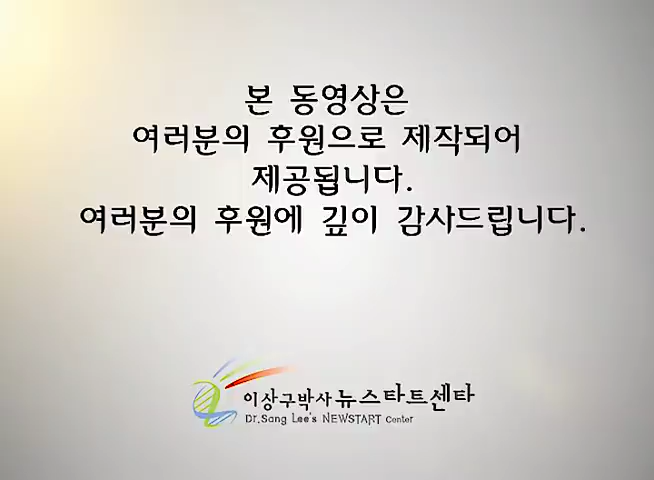 본 동영상은
여러분의 후원으로 제작되어
제공됩니다.
여러분의 후원에 깊이 감사드립니다.
이상구박사 뉴스타트센타
Dr.Sang Lee's NEWSTART Center